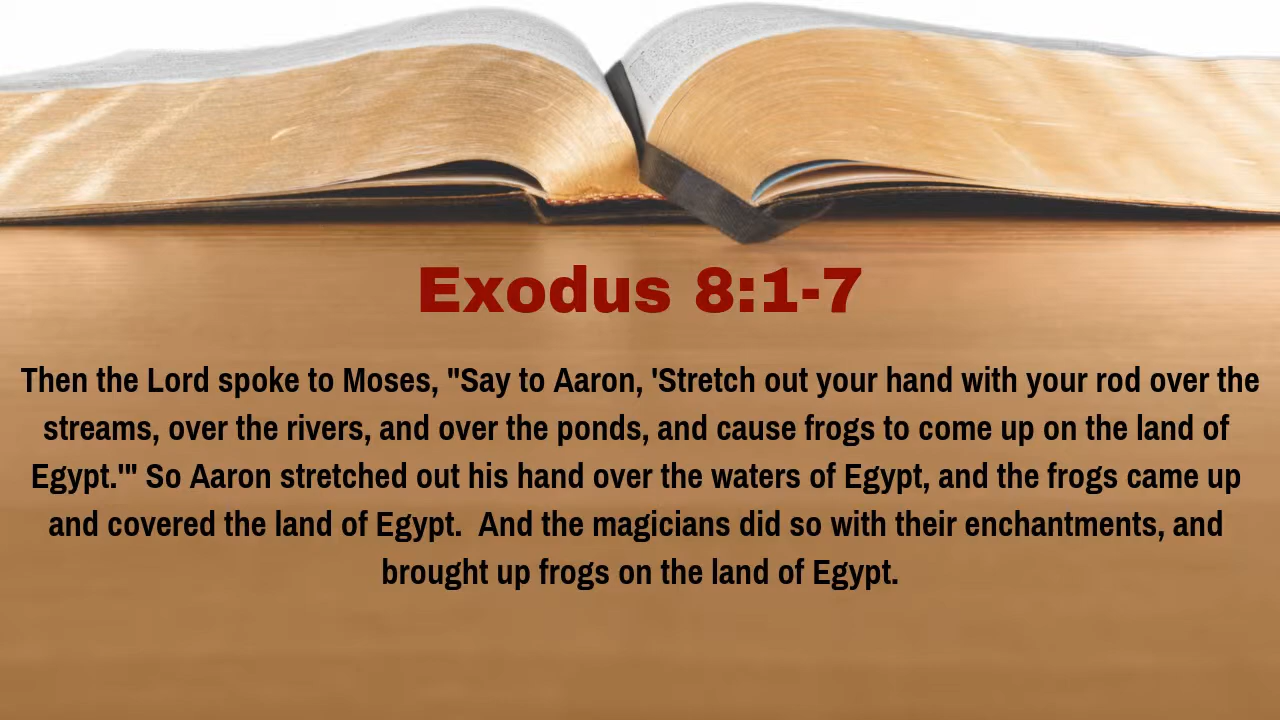 Exodus 8:1-7
Then the Lord spoke to Moses, "Say to Aaron, 'Stretch out your hand with your rod over the
streams, over the rivers, and over the ponds, and cause frogs to come up on the land of
Egypt.'" So Aaron stretched out his hand over the waters of Egypt, and the frogs came up
and covered the land of Egypt.  And the magicians did so with their enchantments, and
brought up frogs on the land of Egypt.